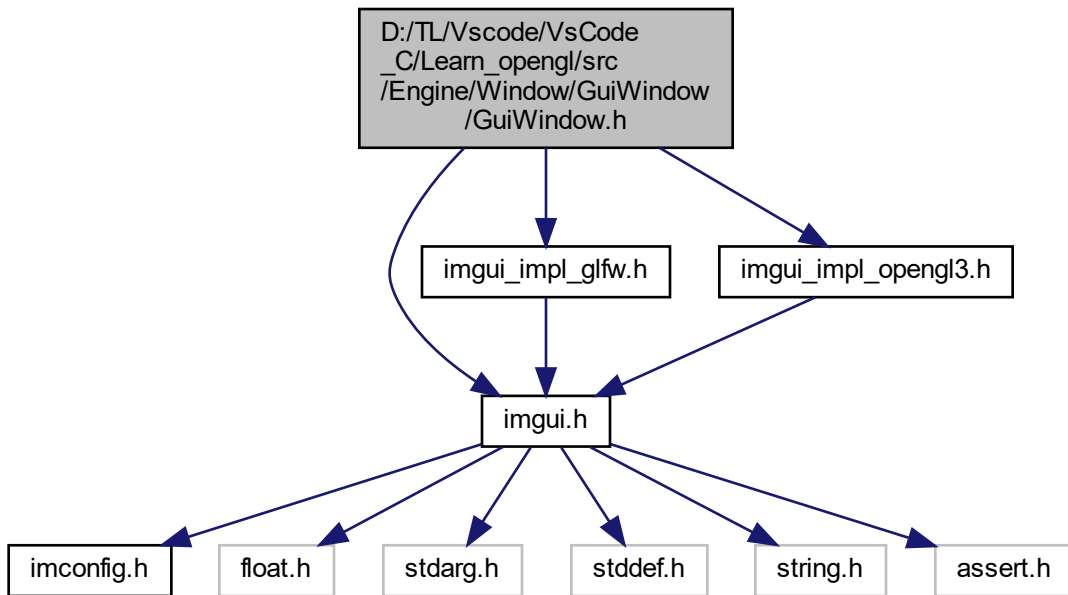 D:/TL/Vscode/VsCode
_C/Learn_opengl/src
/Engine/Window/GuiWindow
/GuiWindow.h
imgui_impl_glfw.h
imgui_impl_opengl3.h
imgui.h
imconfig.h
float.h
stdarg.h
stddef.h
string.h
assert.h